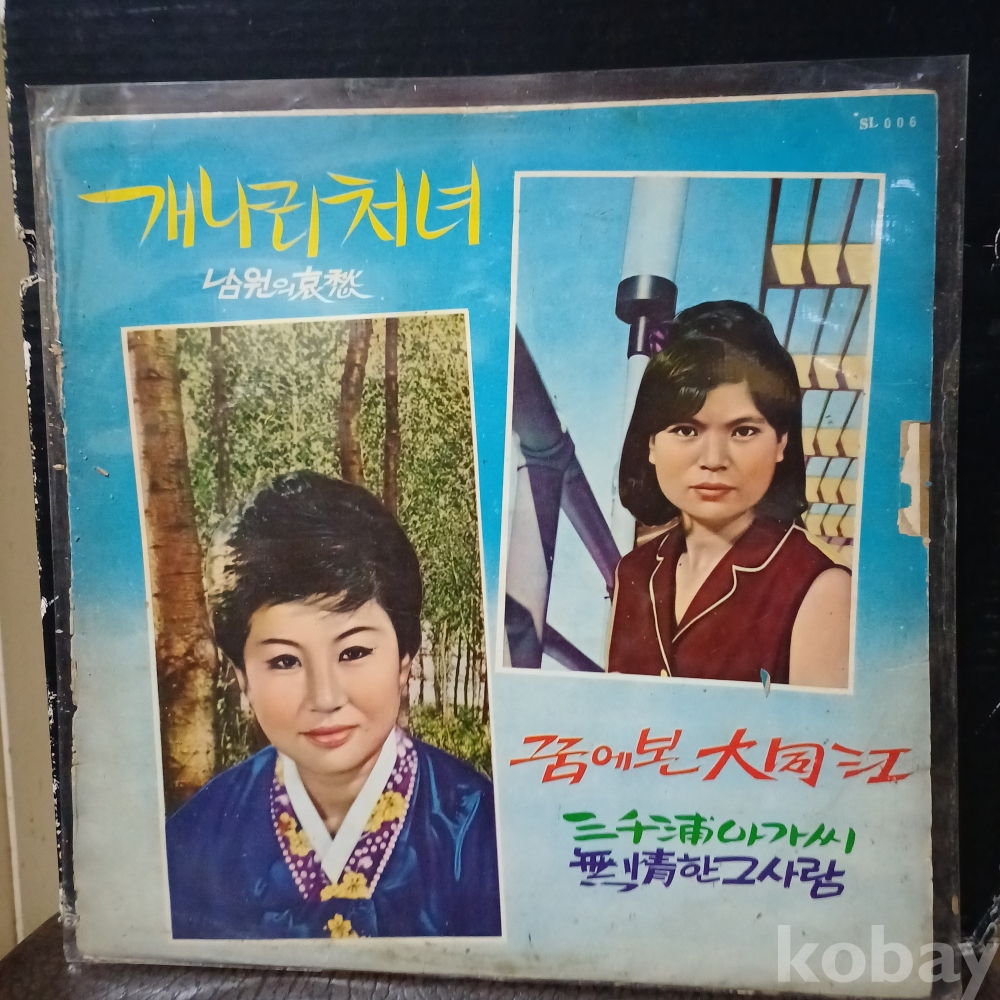 SL 006
개나리 처녀
남원의 哀愁
꿈에본 大同江
三千浦 아가씨
無情한 그 사람
kobay